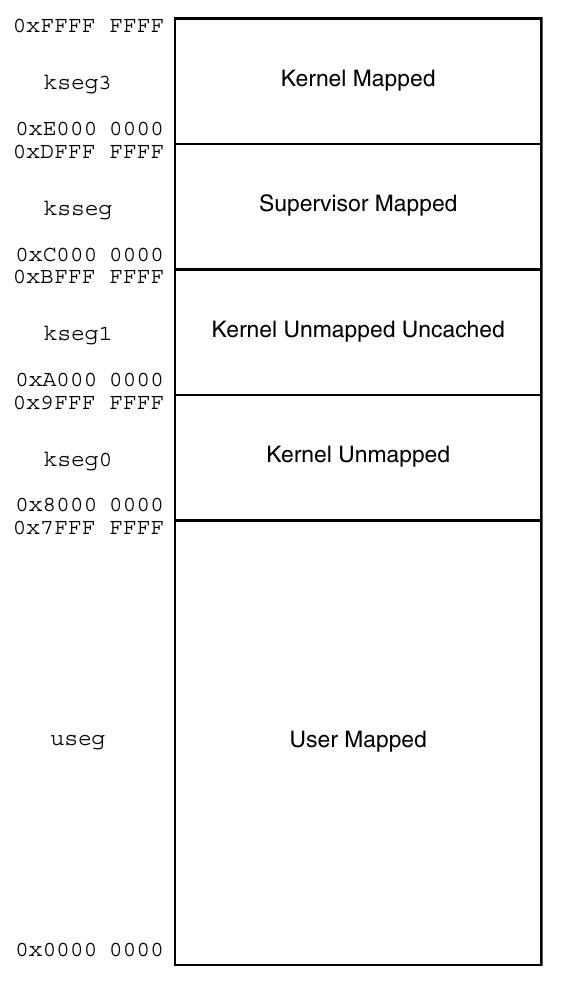 0xFFFF FFFF
kseg3
Kernel Mapped
0xE000 0000
0xDFFF FFFF
ksseg
Supervisor Mapped
0xC000 0000
0xBFFF FFFF
kseg1
Kernel Unmapped Uncached
0xA000 0000
0x9FFF FFFF
kseg0
Kernel Unmapped
0x8000 0000
0x7FFF FFFF
useg
User Mapped
0x0000 0000